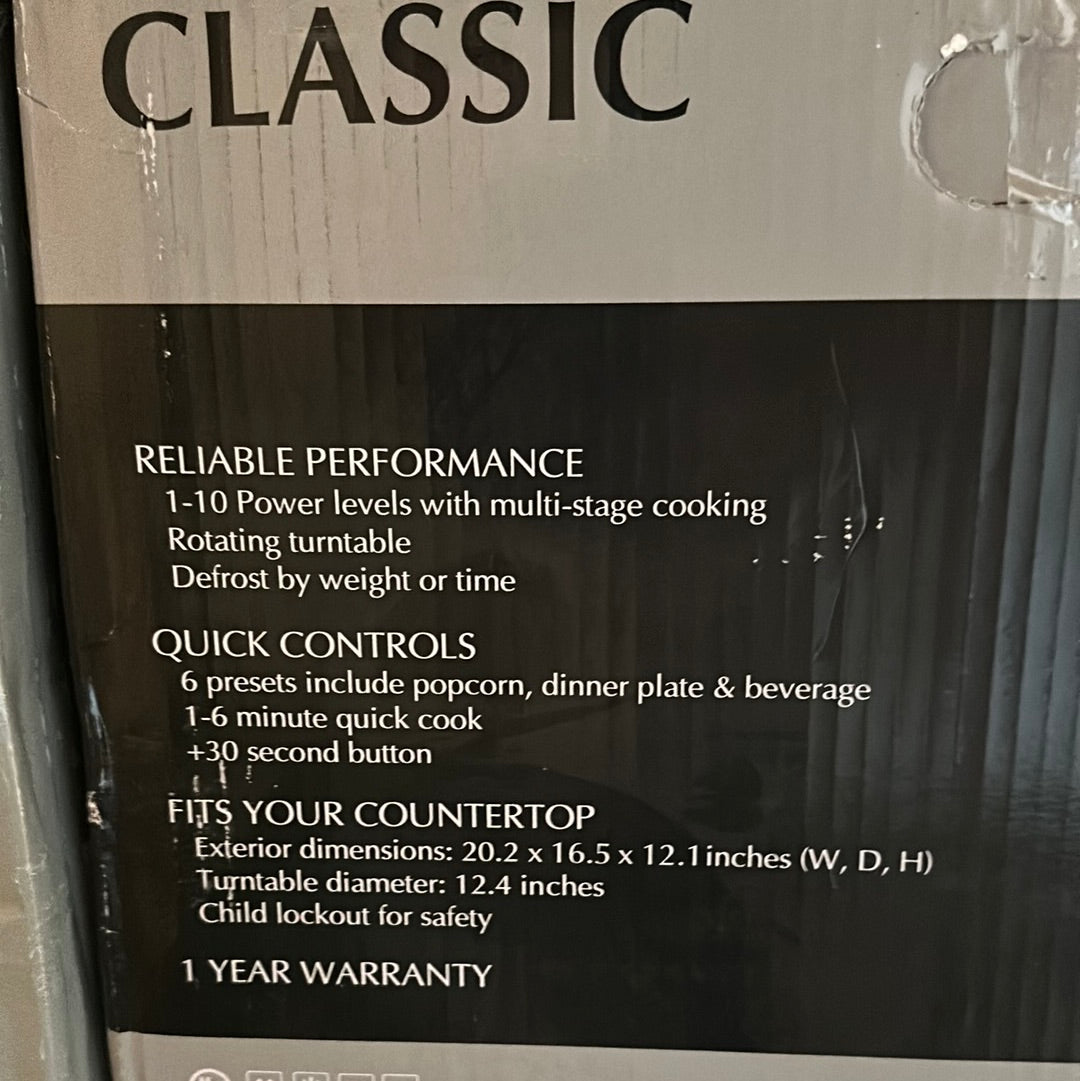 CLASSIC
RELIABLE PERFORMANCE
1-10 Power levels with multi-stage cooking
Rotating turntable
Defrost by weight or time
QUICK CONTROLS
6 presets include popcorn, dinner plate & beverage
1-6 minute quick cook
+30 second button
FITS YOUR COUNTERTOP
Exterior dimensions: 20.2 x 16.5 x 12.1 inches (W, D, H)
Turntable diameter: 12.4 inches
Child lockout for safety
1 YEAR WARRANTY